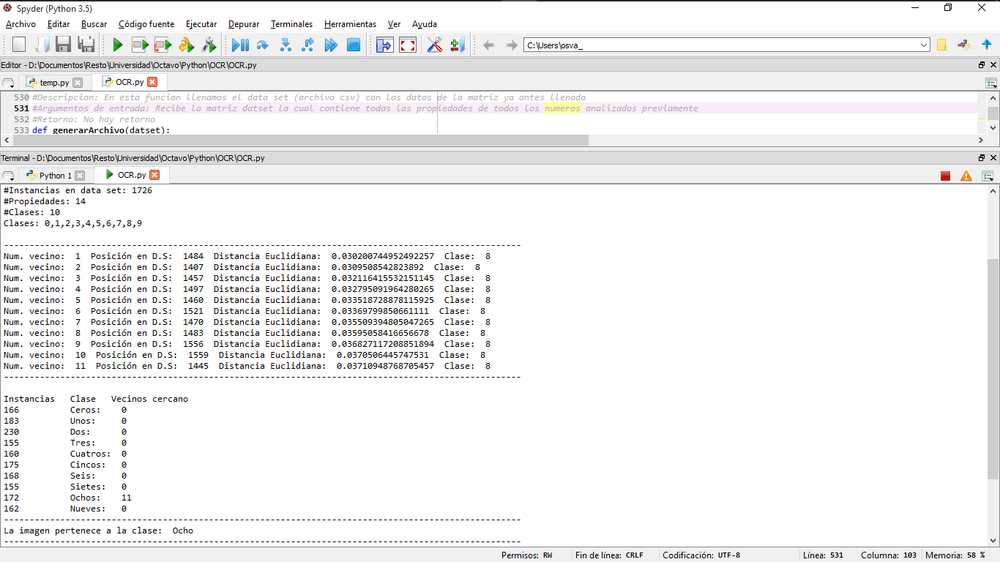 Spyder (Python 3.5)
Archivo Editar Buscar Código fuente Ejecutar Depurar Terminales Herramientas Ver Ayuda
C:\Users\osva_
Editor - D:\Documentos\Resto\Universidad\Octavo\Python\OCR\OCR.py
temp.py OCR.py
530 #Descripcion: En esta funcion llenamos el data set (archivo csv) con los datos de la matriz ya antes llenada
531 #Argumentos de entrada: Recibe la matriz datset la cual contiene todas las propiedades de todos los numeros analizados previamente
532 #Retorno: No hay retorno
533 def generarArchivo(datset):
Terminal - D:\Documentos\Resto\Universidad\Octavo\Python\OCR\OCR.py
Python 1 OCR.py
#Instancias en data set: 1726
#Propiedades: 14
#Clases: 10
Clases: 0,1,2,3,4,5,6,7,8,9
-----------------------------------------------------------------------------------------------------
Num. vecino: 1 Posición en D.S: 1484 Distancia Euclidiana: 0.030200744952492257 Clase: 8
Num. vecino: 2 Posición en D.S: 1407 Distancia Euclidiana: 0.0309508542823892 Clase: 8
Num. vecino: 3 Posición en D.S: 1457 Distancia Euclidiana: 0.032116415532151145 Clase: 8
Num. vecino: 4 Posición en D.S: 1497 Distancia Euclidiana: 0.032795091964280265 Clase: 8
Num. vecino: 5 Posición en D.S: 1460 Distancia Euclidiana: 0.033518728878115925 Clase: 8
Num. vecino: 6 Posición en D.S: 1521 Distancia Euclidiana: 0.03369799850661111 Clase: 8
Num. vecino: 7 Posición en D.S: 1470 Distancia Euclidiana: 0.035509394805047265 Clase: 8
Num. vecino: 8 Posición en D.S: 1483 Distancia Euclidiana: 0.03595058416656678 Clase: 8
Num. vecino: 9 Posición en D.S: 1556 Distancia Euclidiana: 0.036827117208851894 Clase: 8
Num. vecino: 10 Posición en D.S: 1559 Distancia Euclidiana: 0.0370506445747531 Clase: 8
Num. vecino: 11 Posición en D.S: 1445 Distancia Euclidiana: 0.03710948768705457 Clase: 8
-----------------------------------------------------------------------------------------------------
Instancias Clase Vecinos cercano
166 Ceros: 0
183 Unos: 0
230 Dos: 0
155 Tres: 0
160 Cuatros: 0
175 Cincos: 0
168 Seis: 0
155 Sietes: 0
172 Ochos: 11
162 Nueves: 0
-----------------------------------------------------------------------------------------------------
La imagen pertenece a la clase: Ocho
-----------------------------------------------------------------------------------------------------
Permisos: RW Fin de línea: CRLF Codificación: UTF-8 Línea: 531 Columna: 103 Memoria: 58 %